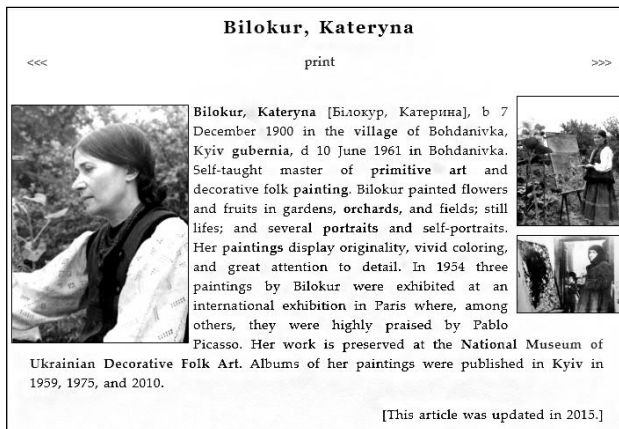 Bilokur, Kateryna
<<< print >>>
Bilokur, Kateryna [Білокур, Катерина], b 7
December 1900 in the village of Bohdanivka,
Kyiv gubernia, d 10 June 1961 in Bohdanivka.
Self-taught master of primitive art and
decorative folk painting. Bilokur painted flowers
and fruits in gardens, orchards, and fields; still
lifes; and several portraits and self-portraits.
Her paintings display originality, vivid coloring,
and great attention to detail. In 1954 three
paintings by Bilokur were exhibited at an
international exhibition in Paris where, among
others, they were highly praised by Pablo
Picasso. Her work is preserved at the National Museum of
Ukrainian Decorative Folk Art. Albums of her paintings were published in Kyiv in
1959, 1975, and 2010.
[This article was updated in 2015.]